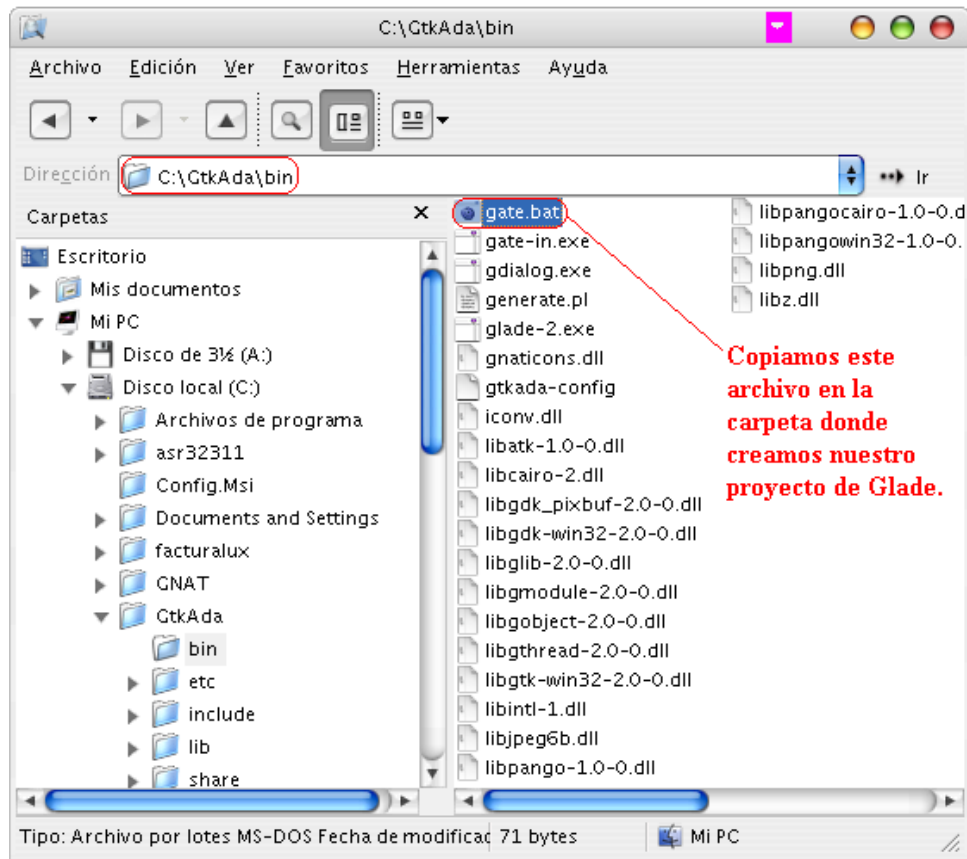 C:\GtkAda\bin
Archivo Edición Ver Favoritos Herramientas Ayuda
Dirección C:\GtkAda\bin Ir
Carpetas
Escritorio
Mis documentos
Mi PC
Disco de 3½ (A:)
Disco local (C:)
Archivos de programa
asr32311
Config.Msi
Documents and Settings
facturalux
GNAT
GtkAda
bin
etc
include
lib
share
gate.bat
gate-in.exe
gdialog.exe
generate.pl
glade-2.exe
gnaticons.dll
gtkada-config
iconv.dll
libatk-1.0-0.dll
libcairo-2.dll
libgdk_pixbuf-2.0-0.dll
libgdk-win32-2.0-0.dll
libglib-2.0-0.dll
libgmodule-2.0-0.dll
libgobject-2.0-0.dll
libgthread-2.0-0.dll
libgtk-win32-2.0-0.dll
libintl-1.dll
libjpeg6b.dll
libpango-1.0-0.dll
libpangocairo-1.0-0.d
libpangowin32-1.0-0.
libpng.dll
libz.dll
Copiamos este
archivo en la
carpeta donde
creamos nuestro
proyecto de Glade.
Tipo: Archivo por lotes MS-DOS Fecha de modificac 71 bytes Mi PC